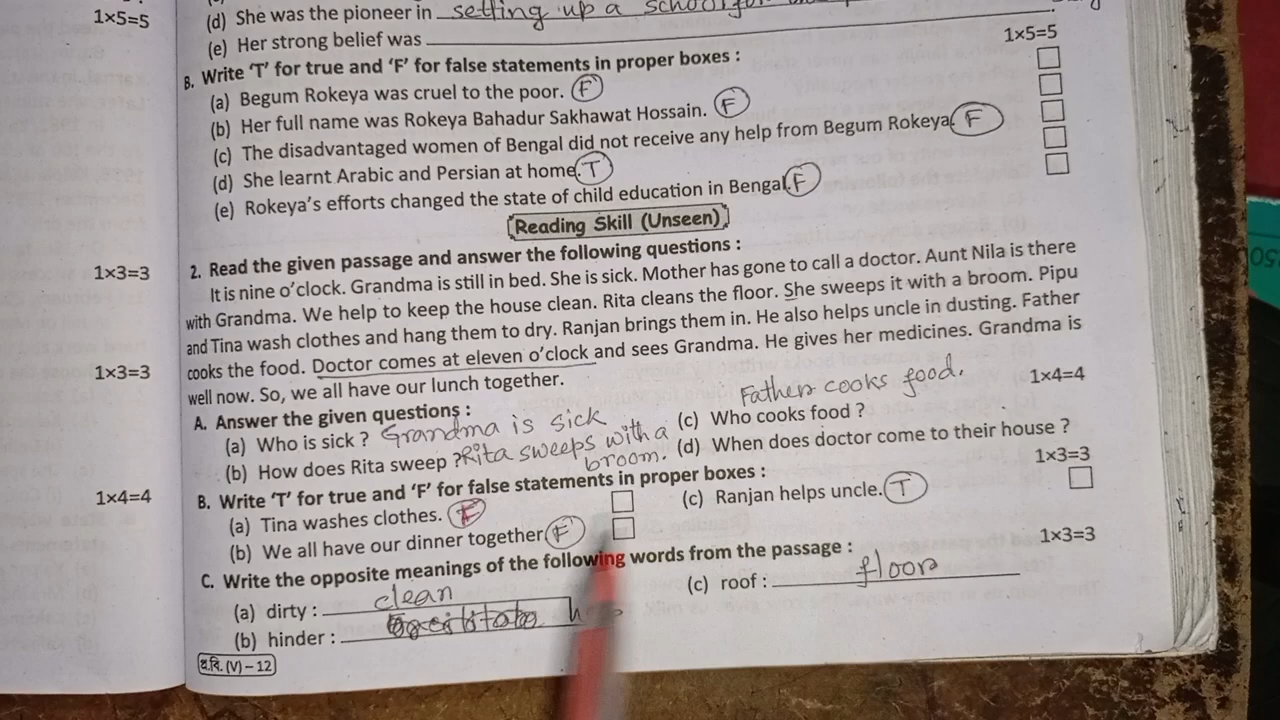 1×5=5
(d) She was the pioneer in setting up a school for
(e) Her strong belief was
1×5=5
B. Write ‘T’ for true and ‘F’ for false statements in proper boxes :
(a) Begum Rokeya was cruel to the poor. F
(b) Her full name was Rokeya Bahadur Sakhawat Hossain. F
(c) The disadvantaged women of Bengal did not receive any help from Begum Rokeya. F
(d) She learnt Arabic and Persian at home. T
(e) Rokeya’s efforts changed the state of child education in Bengal. F
Reading Skill (Unseen)
1×3=3
2. Read the given passage and answer the following questions :
It is nine o’clock. Grandma is still in bed. She is sick. Mother has gone to call a doctor. Aunt Nila is there
with Grandma. We help to keep the house clean. Rita cleans the floor. She sweeps it with a broom. Pipu
and Tina wash clothes and hang them to dry. Ranjan brings them in. He also helps uncle in dusting. Father
1×3=3
cooks the food. Doctor comes at eleven o’clock and sees Grandma. He gives her medicines. Grandma is
well now. So, we all have our lunch together.
1×4=4
A. Answer the given questions :
Father cooks food.
(a) Who is sick ? Grandma is sick
(c) Who cooks food ?
(b) How does Rita sweep ? Rita sweeps with a
broom.
(d) When does doctor come to their house ?
1×4=4
1×3=3
B. Write ‘T’ for true and ‘F’ for false statements in proper boxes :
(a) Tina washes clothes. F
(c) Ranjan helps uncle. T
(b) We all have our dinner together. F
1×3=3
C. Write the opposite meanings of the following words from the passage :
(a) dirty : clean
(c) roof : floor
(b) hinder :
প্র.বি. (V) – 12